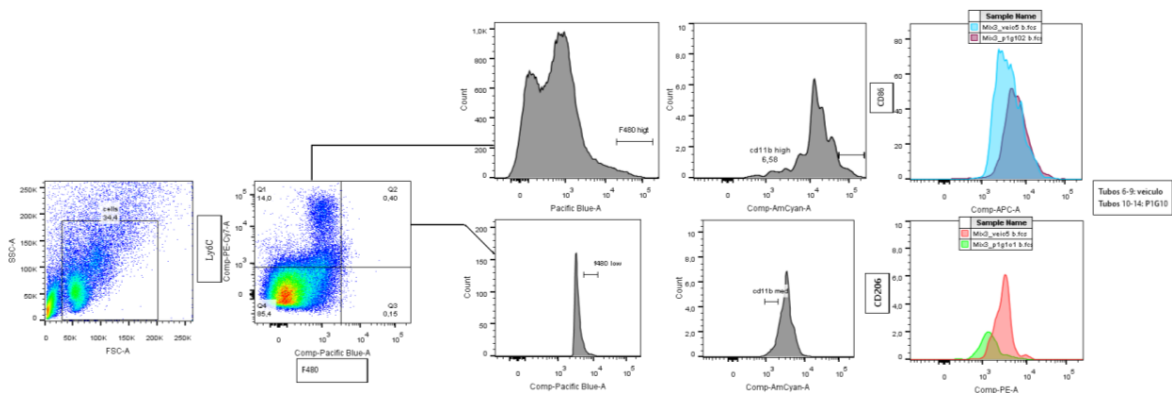 SSC-A
250K
200K
150K
100K
50K
0
cells
34,4
0
50K
100K
150K
200K
250K
FSC-A
Ly6C
Comp-PE-Cy7-A
Q1
14,0
Q2
0,40
Q3
0,15
Q4
85,4
Comp-Pacific Blue-A
F480
Count
1,0K
800
600
400
200
0
F480 higt
Pacific Blue-A
Count
10
8,0
6,0
4,0
2,0
0
cd11b high
6,58
Comp-AmCyan-A
CD86
Sample Name
Mix3_veio5 b.fcs
Mix3_p1g102 b.fcs
80
60
40
20
0
Comp-APC-A
Tubos 6-9: veiculo
Tubos 10-14: P1G10
Count
200
150
100
50
0
Comp-Pacific Blue-A
Count
10
8,0
6,0
4,0
2,0
0
cd11b med
Comp-AmCyan-A
CD206
Sample Name
Mix3_veio5 b.fcs
Mix3_p1g1o1 b.fcs
10
8,0
6,0
4,0
2,0
0
Comp-PE-A